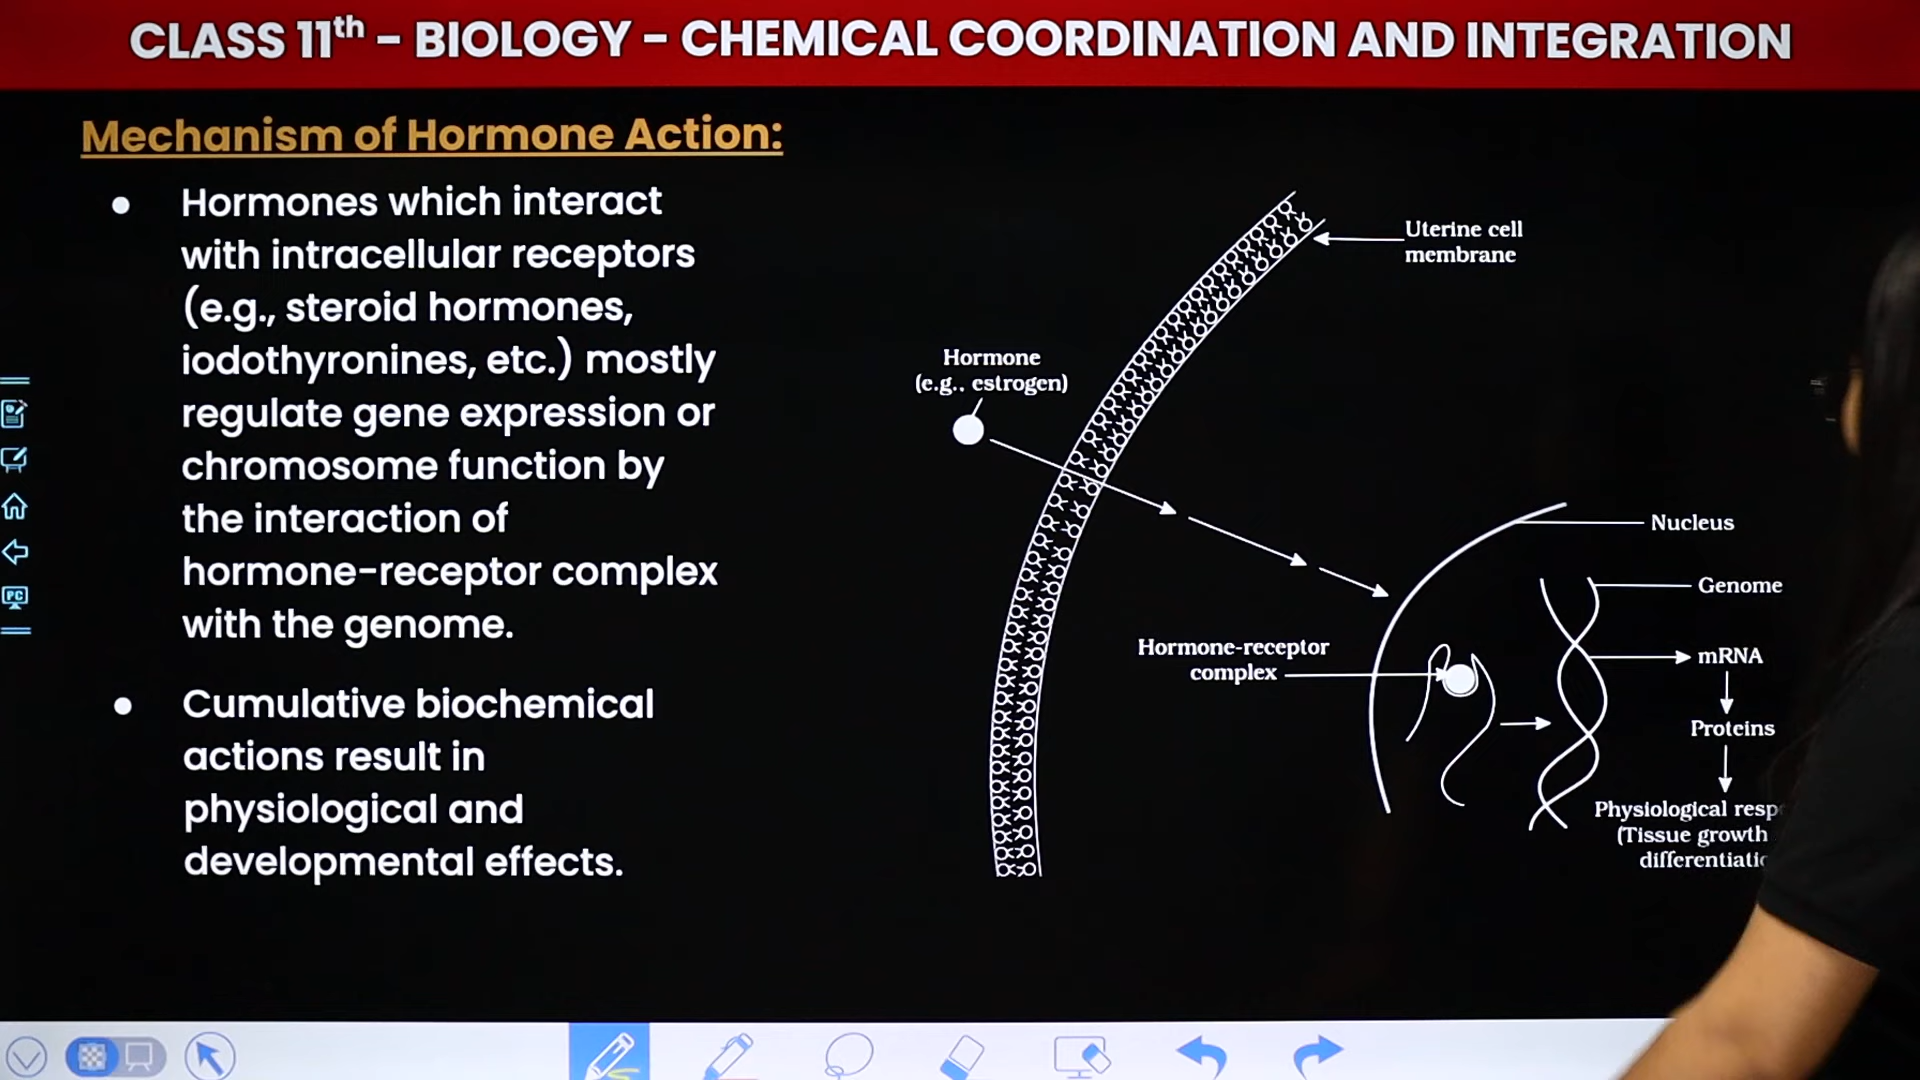 CLASS 11th - BIOLOGY - CHEMICAL COORDINATION AND INTEGRATION
Mechanism of Hormone Action:
● Hormones which interact
with intracellular receptors
(e.g., steroid hormones,
iodothyronines, etc.) mostly
regulate gene expression or
chromosome function by
the interaction of
hormone-receptor complex
with the genome.
● Cumulative biochemical
actions result in
physiological and
developmental effects.
Uterine cell
membrane
Hormone
(e.g., estrogen)
Nucleus
Genome
Hormone-receptor
complex
mRNA
Proteins
Physiological resp
(Tissue growth
differentiatio
PC